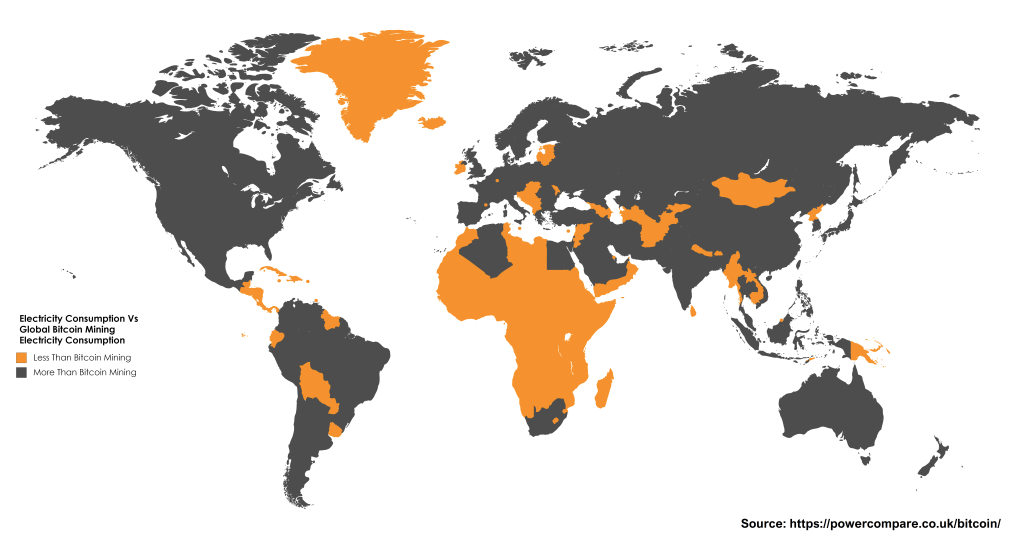 Electricity Consumption Vs
Global Bitcoin Mining
Electricity Consumption
Less Than Bitcoin Mining
More Than Bitcoin Mining
Source: https://powercompare.co.uk/bitcoin/